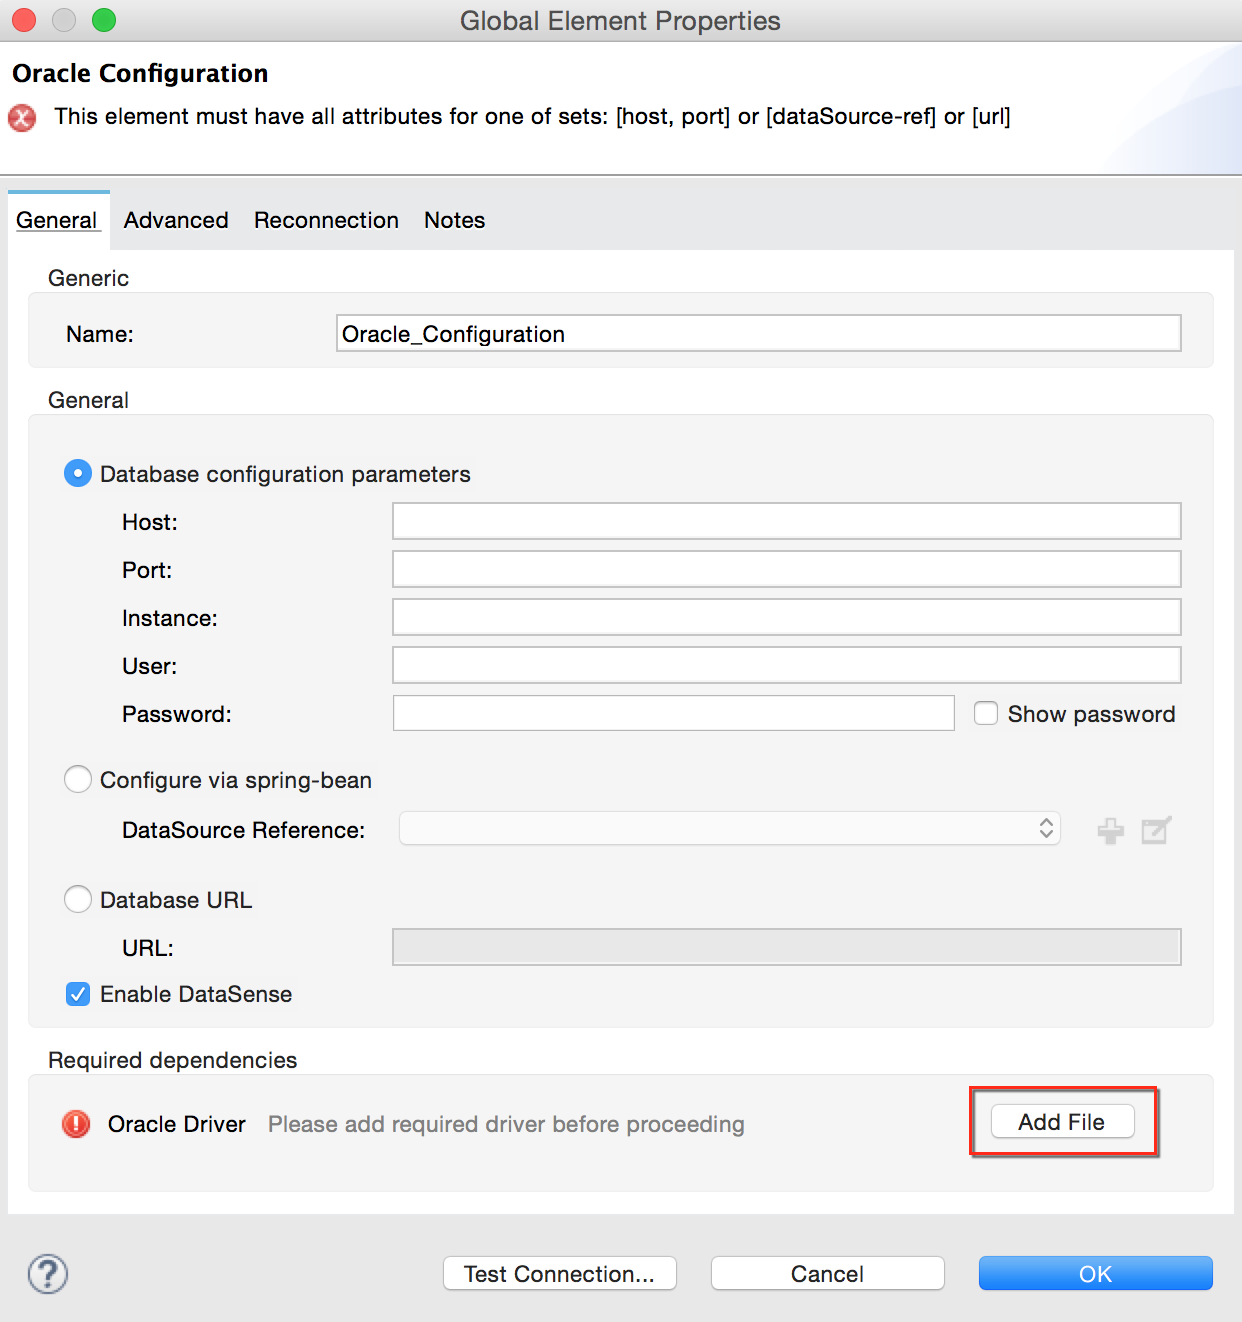 Global Element Properties
Oracle Configuration
This element must have all attributes for one of sets: [host, port] or [dataSource-ref] or [url]
General Advanced Reconnection Notes
Generic
Name: Oracle_Configuration
General
Database configuration parameters
Host:
Port:
Instance:
User:
Password: Show password
Configure via spring-bean
DataSource Reference:
Database URL
URL:
Enable DataSense
Required dependencies
Oracle Driver Please add required driver before proceeding Add File
? Test Connection... Cancel OK